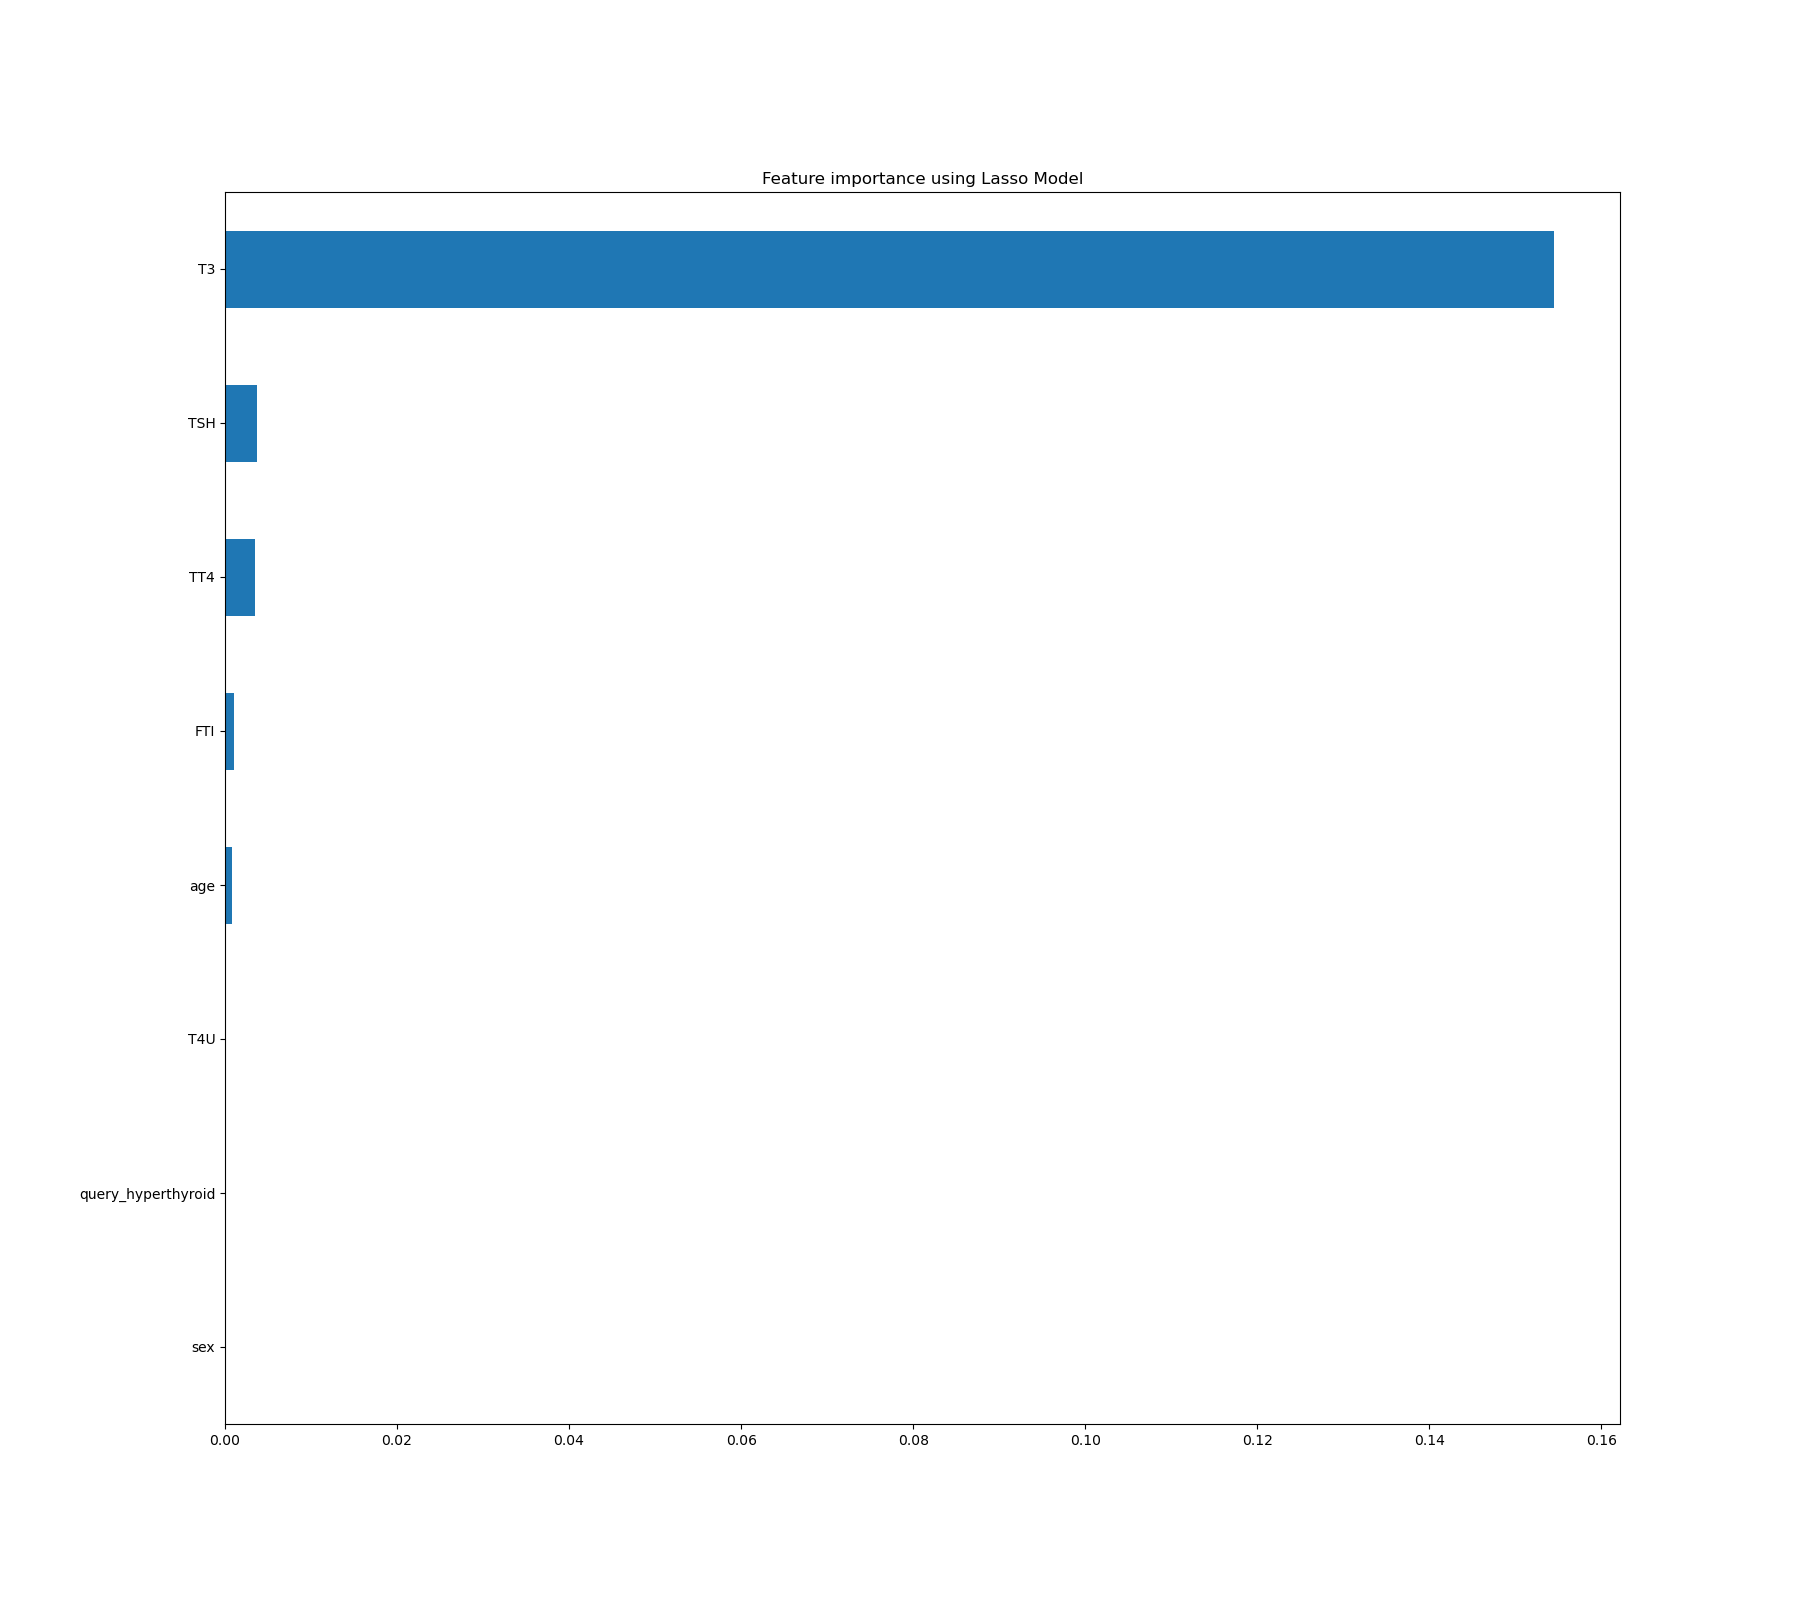 Feature importance using Lasso Model
T3
TSH
TT4
FTI
age
T4U
query_hyperthyroid
sex
0.00 0.02 0.04 0.06 0.08 0.10 0.12 0.14 0.16